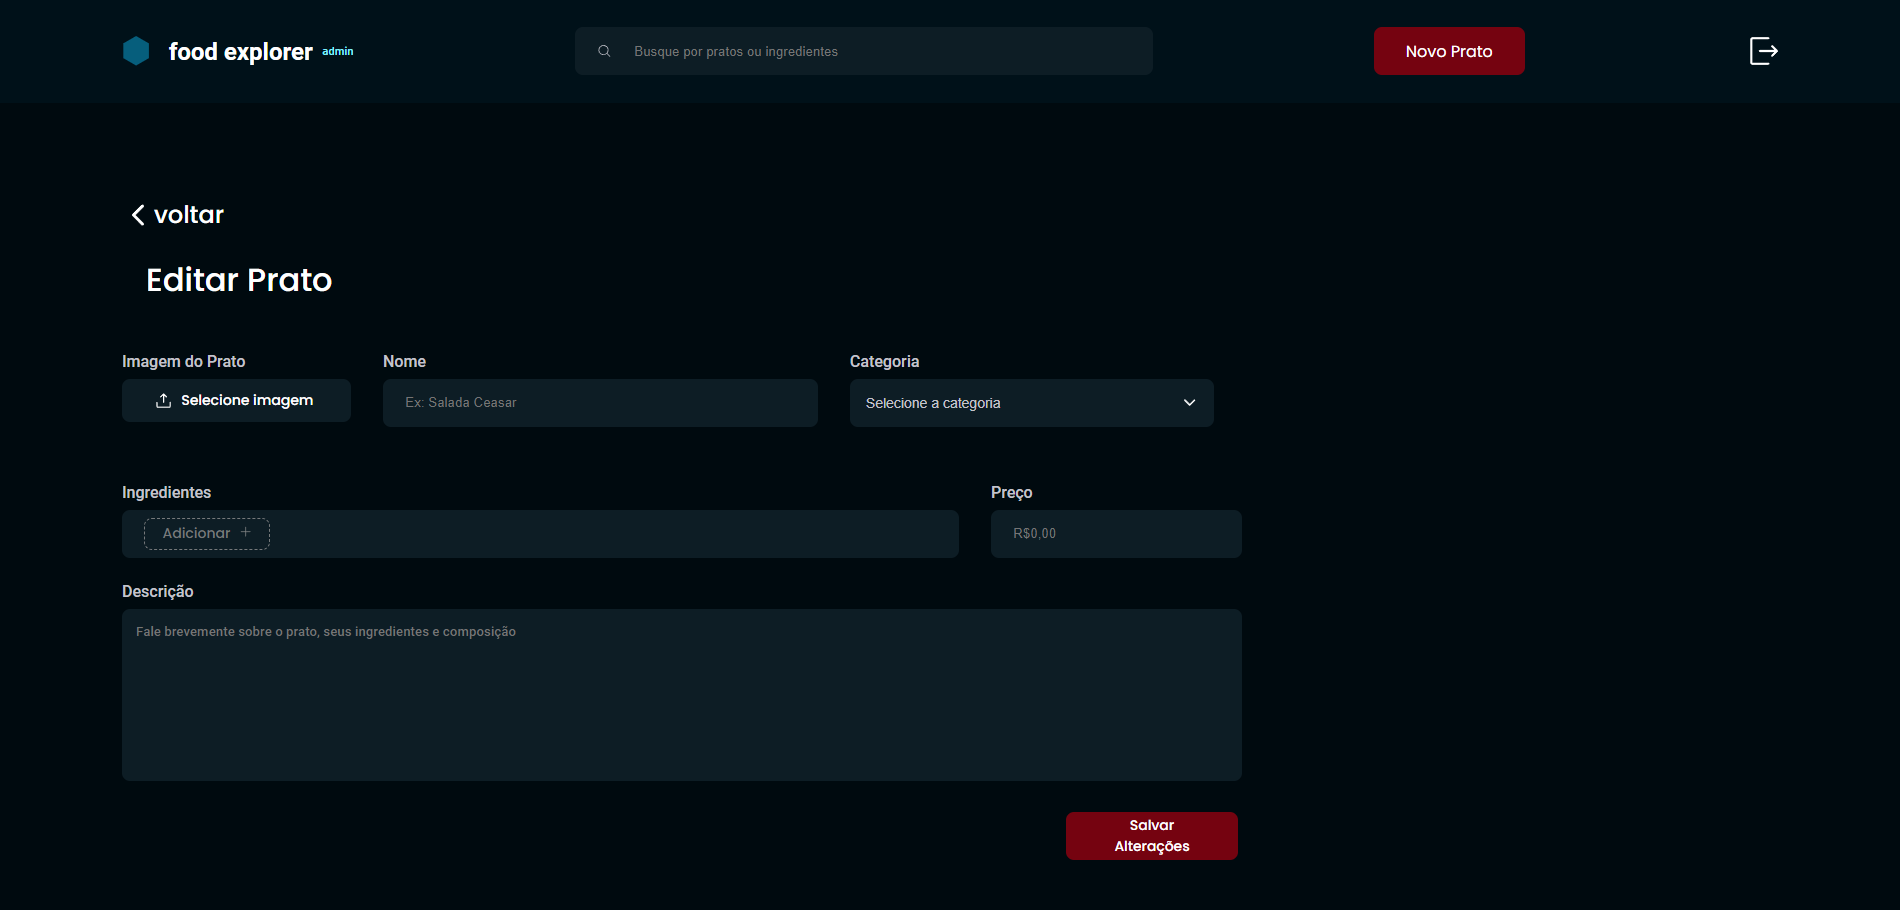 food explorer admin
Busque por pratos ou ingredientes
Novo Prato
voltar
Editar Prato
Imagem do Prato
Selecione imagem
Nome
Ex: Salada Ceasar
Categoria
Selecione a categoria
Ingredientes
Adicionar +
Preço
R$0,00
Descrição
Fale brevemente sobre o prato, seus ingredientes e composição
Salvar
Alterações